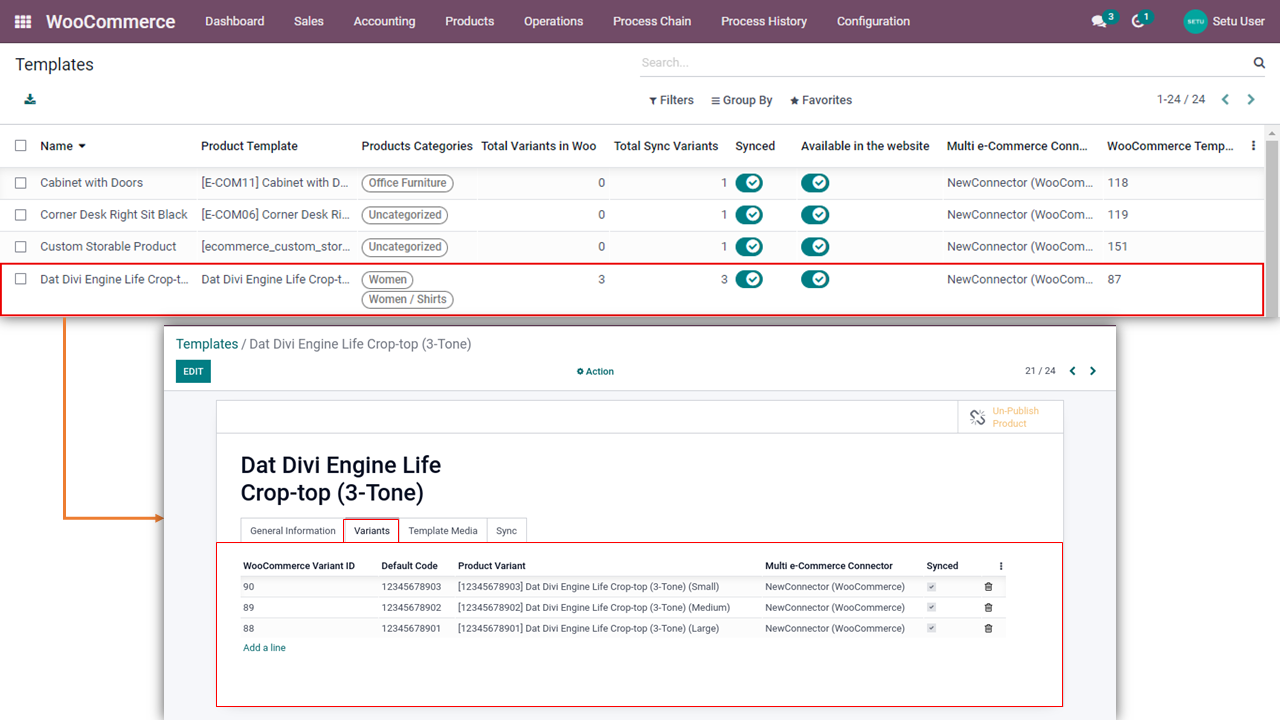 WooCommerce Dashboard Sales Accounting Products Operations Process Chain Process History Configuration 3 1 SETU Setu User
Templates Search...
Filters Group By Favorites 1-24 / 24
Name Product Template Products Categories Total Variants in Woo Total Sync Variants Synced Available in the website Multi e-Commerce Conn... WooCommerce Temp...
Cabinet with Doors [E-COM11] Cabinet with D... Office Furniture 0 1 NewConnector (WooCom... 118
Corner Desk Right Sit Black [E-COM06] Corner Desk Ri... Uncategorized 0 1 NewConnector (WooCom... 119
Custom Storable Product [ecommerce_custom_stor... Uncategorized 0 1 NewConnector (WooCom... 151
Dat Divi Engine Life Crop-t... Dat Divi Engine Life Crop-t... Women 3 3 NewConnector (WooCom... 87
Women / Shirts
Templates / Dat Divi Engine Life Crop-top (3-Tone)
EDIT Action 21 / 24
Un-Publish
Product
Dat Divi Engine Life
Crop-top (3-Tone)
General Information Variants Template Media Sync
WooCommerce Variant ID Default Code Product Variant Multi e-Commerce Connector Synced
90 12345678903 [12345678903] Dat Divi Engine Life Crop-top (3-Tone) (Small) NewConnector (WooCommerce)
89 12345678902 [12345678902] Dat Divi Engine Life Crop-top (3-Tone) (Medium) NewConnector (WooCommerce)
88 12345678901 [12345678901] Dat Divi Engine Life Crop-top (3-Tone) (Large) NewConnector (WooCommerce)
Add a line